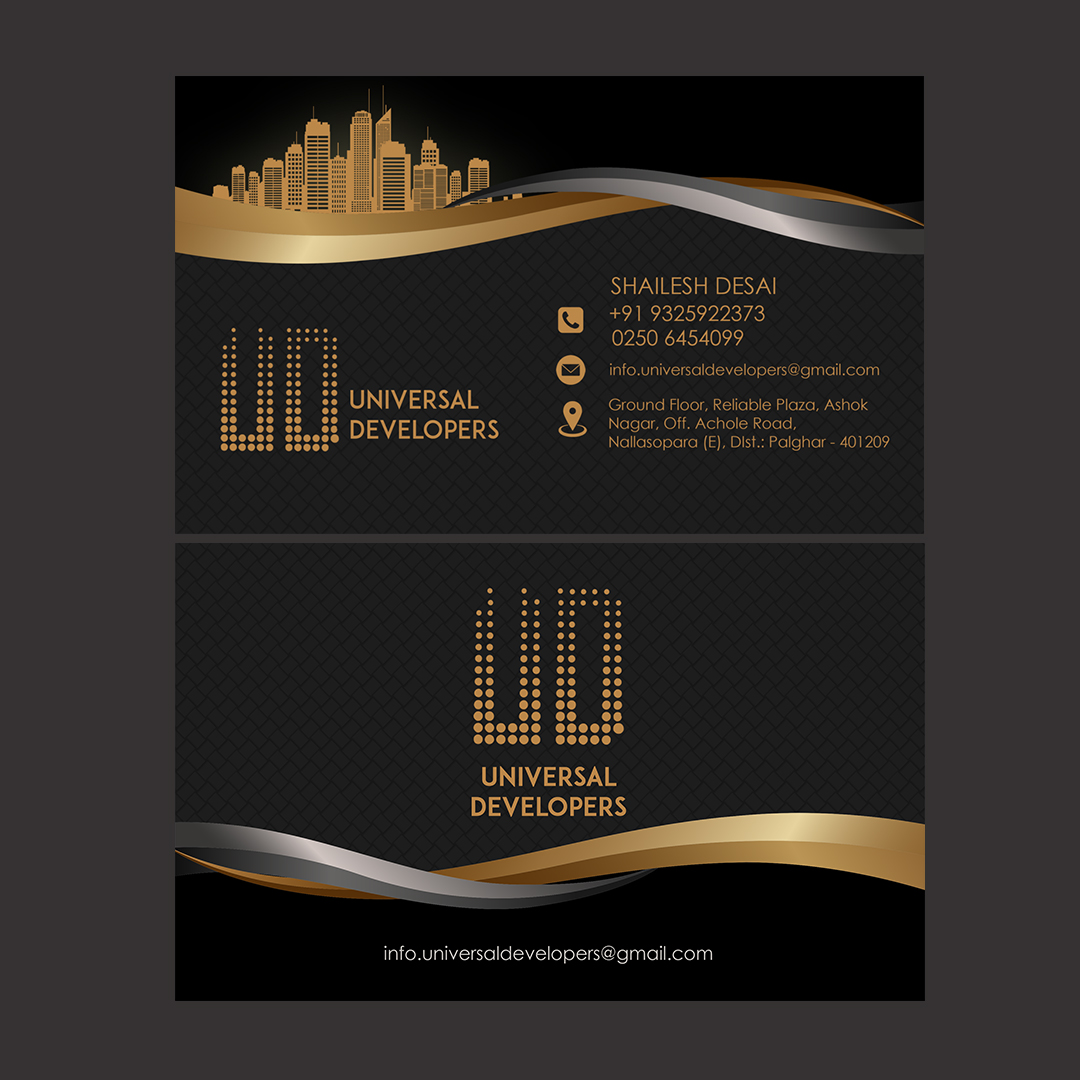 SHAILESH DESAI
+91 9325922373
0250 6454099
info.universaldevelopers@gmail.com
Ground Floor, Reliable Plaza, Ashok
Nagar, Off. Achole Road,
Nallasopara (E), DIst.: Palghar - 401209
UD
UNIVERSAL
DEVELOPERS
UD
UNIVERSAL
DEVELOPERS
info.universaldevelopers@gmail.com